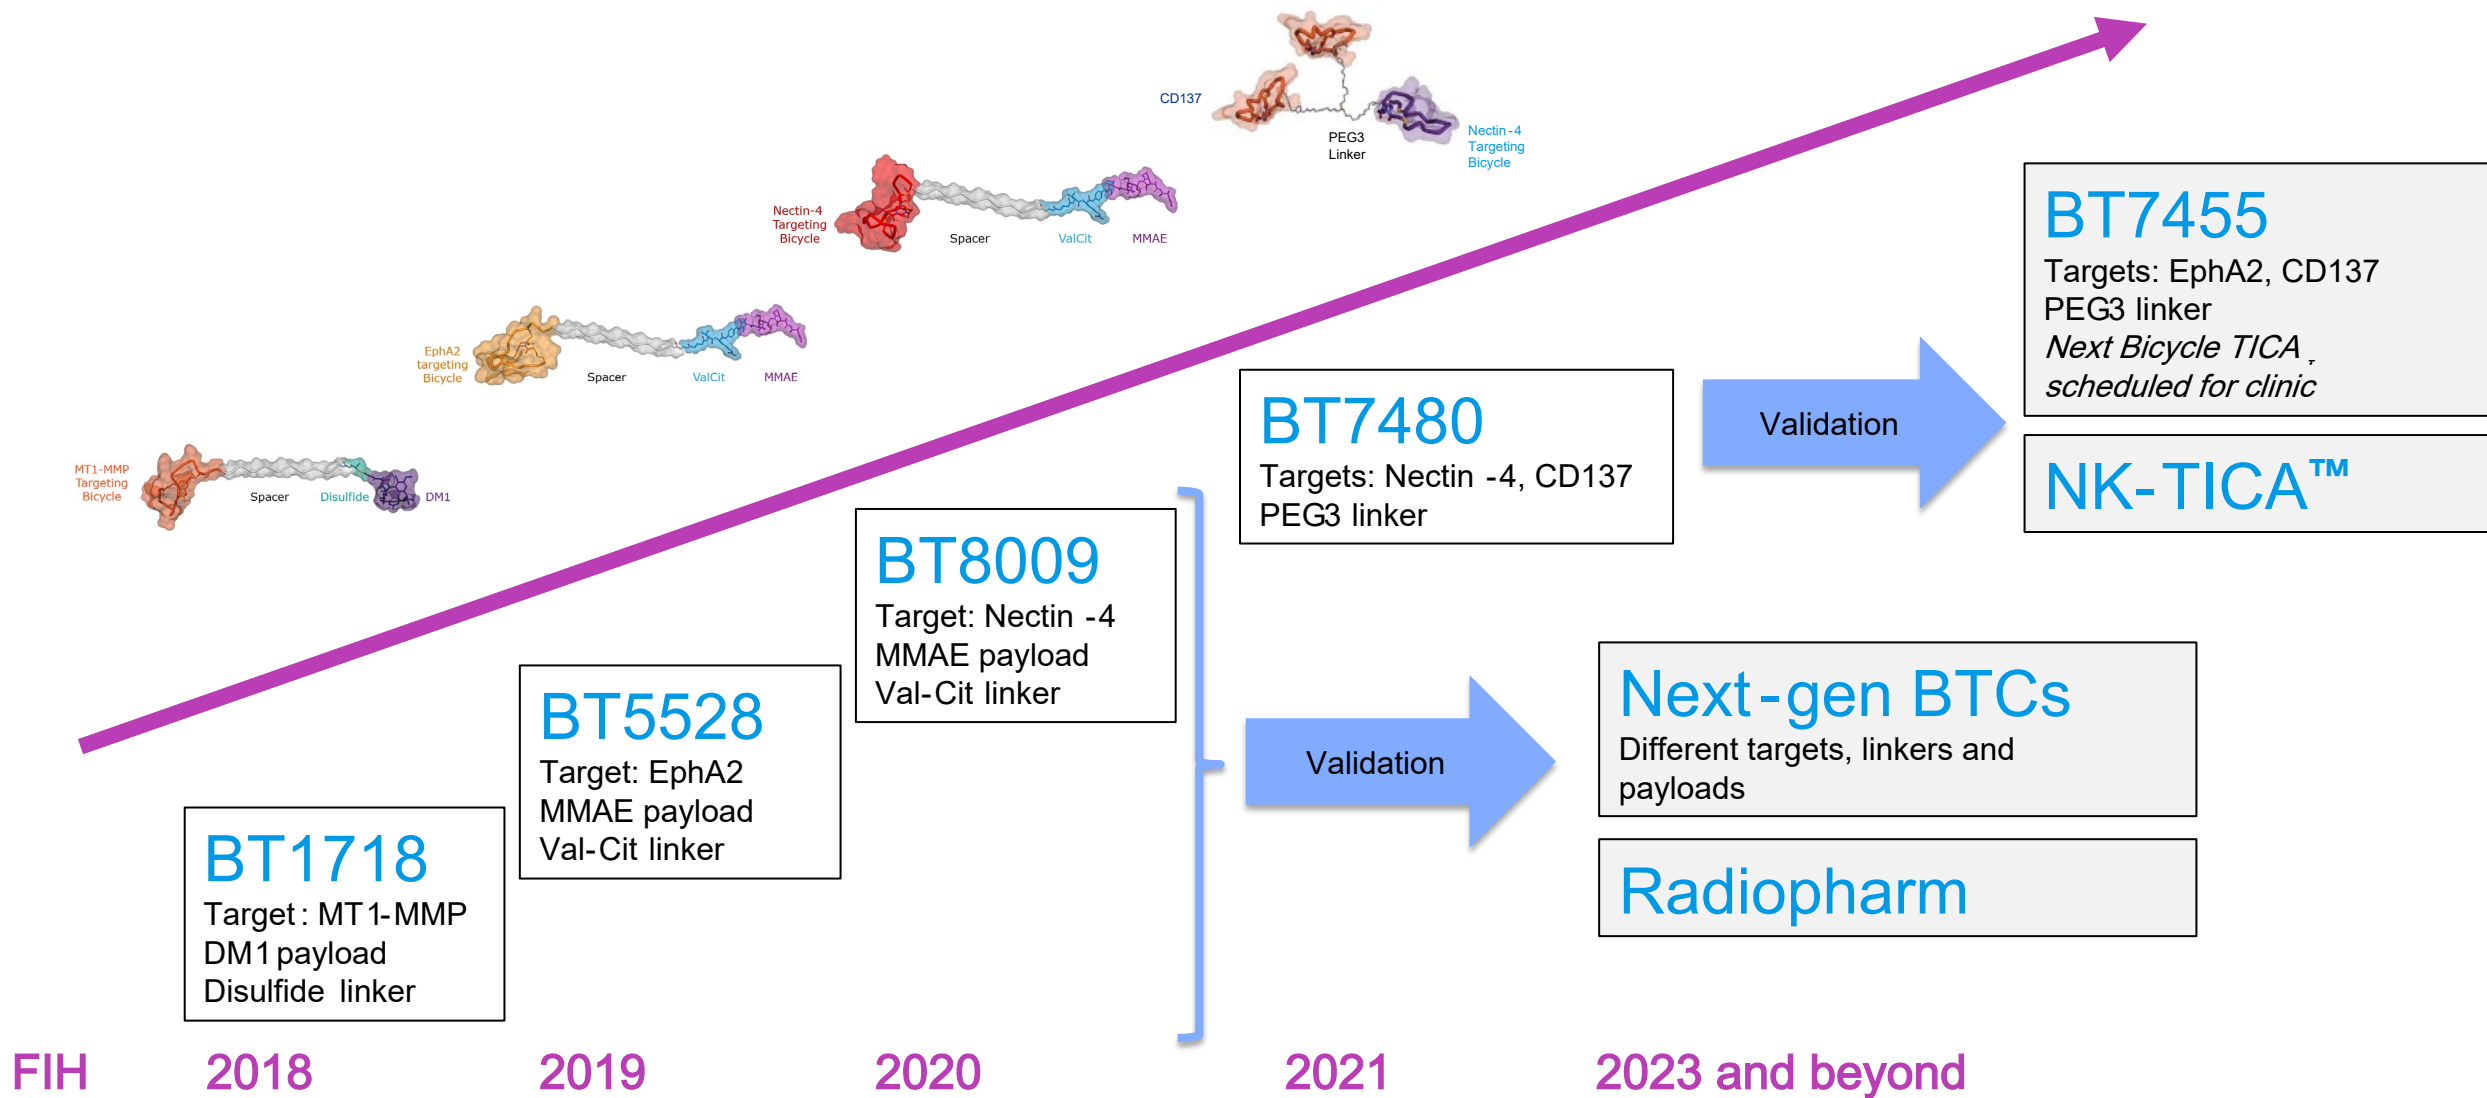 CD137
PEG3
Linker
Nectin-4
Targeting
Bicycle
Nectin-4
Targeting
Bicycle
Spacer
ValCit
MMAE
EphA2
targeting
Bicycle
Spacer
ValCit
MMAE
MT1-MMP
Targeting
Bicycle
Spacer
Disulfide
DM1
BT7455
Targets: EphA2, CD137
PEG3 linker
Next Bicycle TICA,
scheduled for clinic
NK-TICA™
Validation
BT7480
Targets: Nectin-4, CD137
PEG3 linker
BT8009
Target: Nectin-4
MMAE payload
Val-Cit linker
BT5528
Target: EphA2
MMAE payload
Val-Cit linker
BT1718
Target: MT1-MMP
DM1 payload
Disulfide linker
Validation
Next-gen BTCs
Different targets, linkers and
payloads
Radiopharm
FIH 2018 2019 2020 2021 2023 and beyond